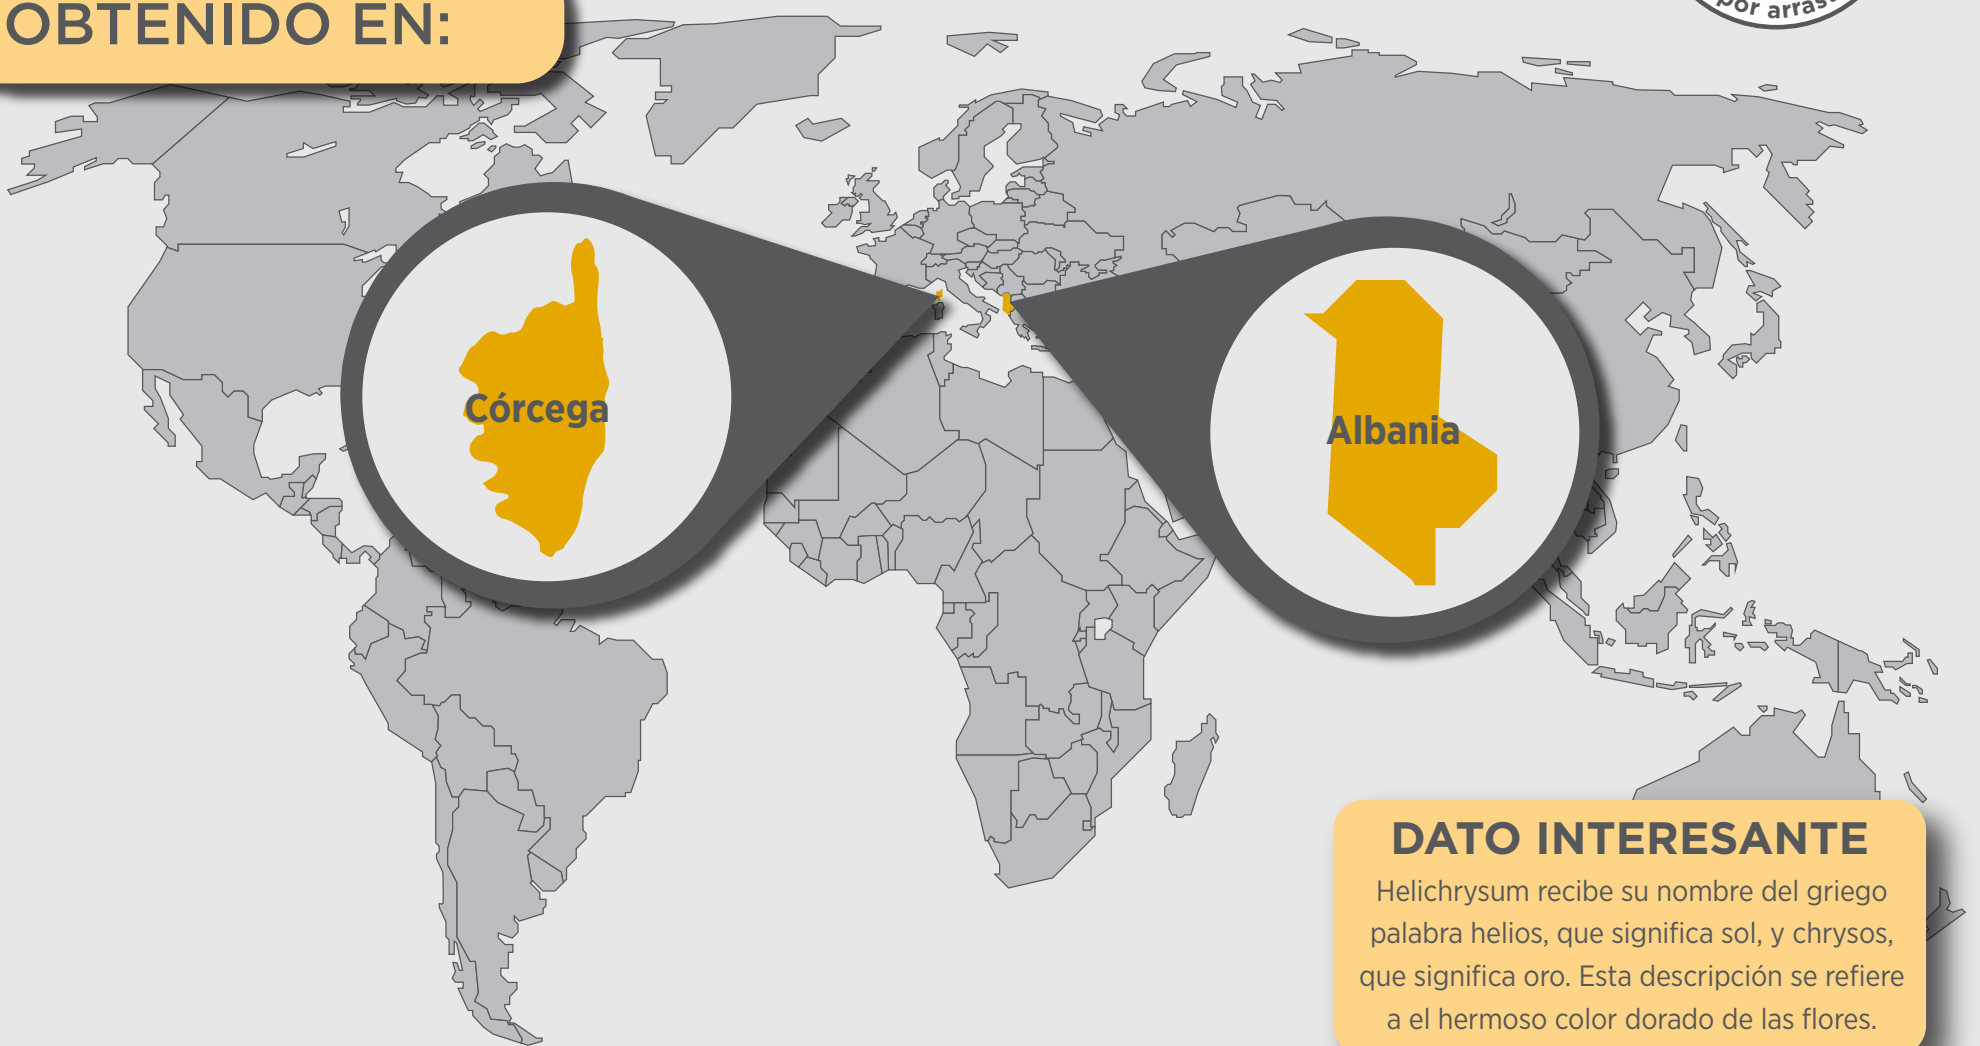 OBTENIDO EN:
por
Córcega
Albania
DATO INTERESANTE
Helichrysum recibe su nombre del griego
palabra helios, que significa sol, y chrysos,
que significa oro. Esta descripción se refiere
a el hermoso color dorado de las flores.